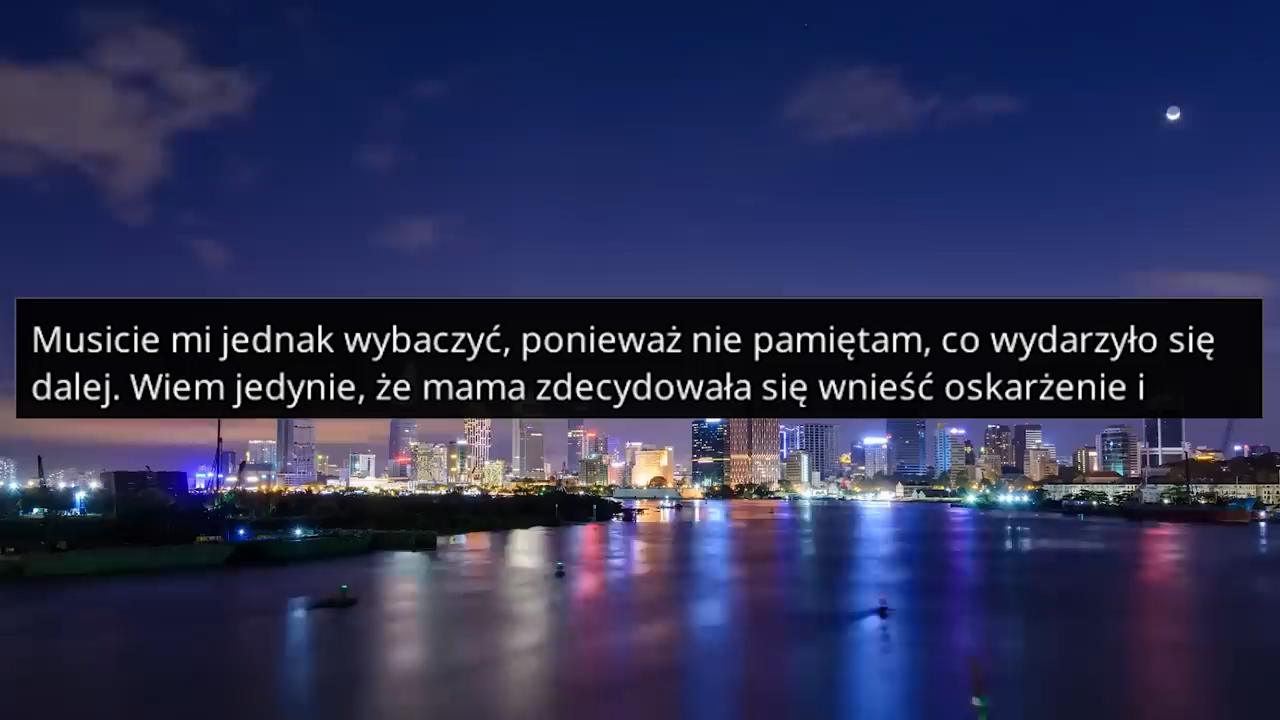 Musicie mi jednak wybaczyć, ponieważ nie pamiętam, co wydarzyło się
dalej. Wiem jedynie, że mama zdecydowała się wnieść oskarżenie i